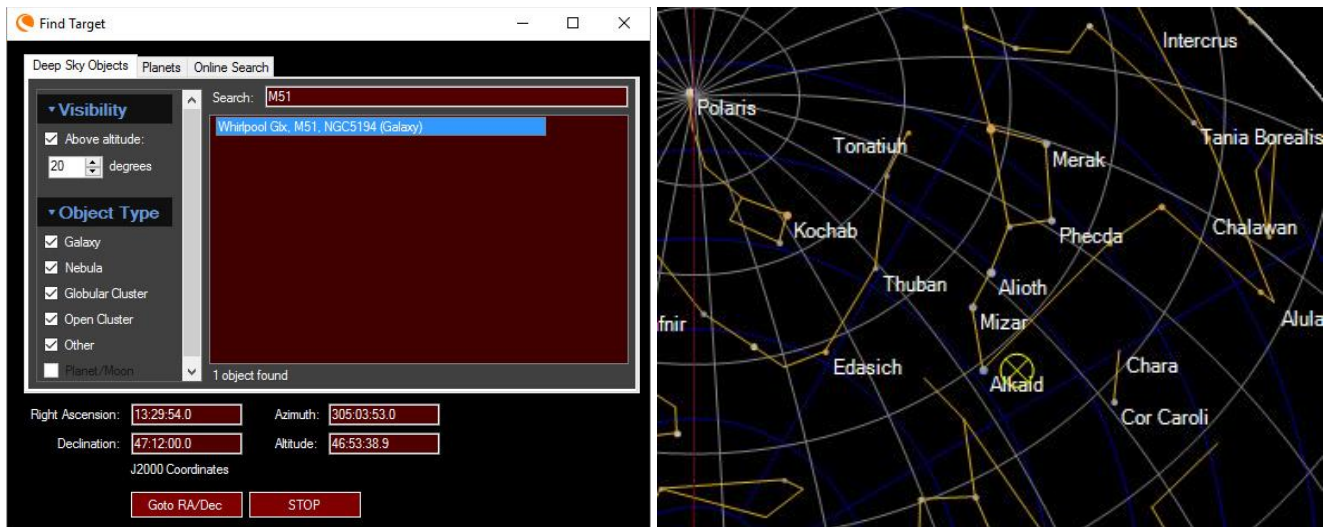 Find Target
Deep Sky Objects
Planets
Online Search
Visibility
Above altitude:
20 degrees
Object Type
Galaxy
Nebula
Globular Cluster
Open Cluster
Other
Planet/Moon
Search: M51
Whirlpool Glx, M51, NGC5194 (Galaxy)
1 object found
Right Ascension: 13:29:54.0 Azimuth: 305:03:53.0
Declination: 47:12:00.0 Altitude: 46:53:38.9
J2000 Coordinates
Goto RA/Dec STOP
Intercrus
Polaris
Tania Borealis
Tonatiuh
Merak
Kochab
Phecda
Chalawan
Thuban
Alioth
Mizar
Alula
fnir
Edasich
Alkaid
Chara
Cor Caroli